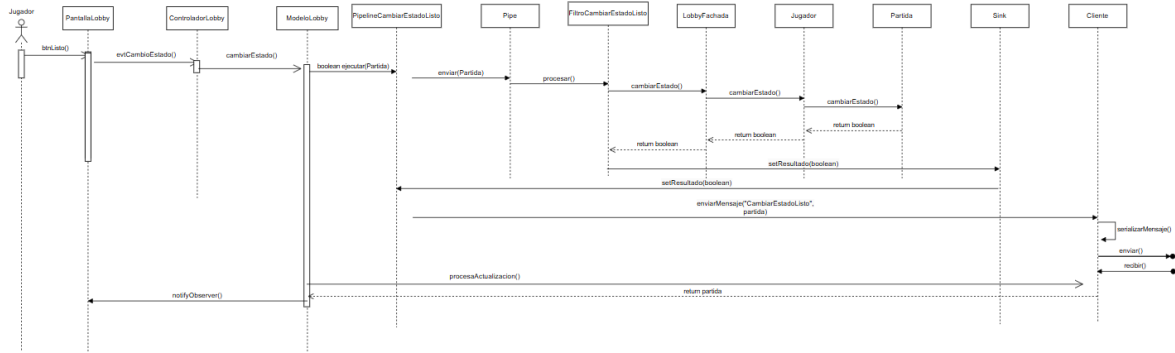 Jugador
PantallaLobby
ControladorLobby
ModeloLobby
PipelineCambiarEstadoListo
Pipe
FiltroCambiarEstadoListo
LobbyFachada
Jugador
Partida
Sink
Cliente
btnListo()
evtCambioEstado()
cambiarEstado()
boolean ejecutar(Partida)
enviar(Partida)
procesar()
cambiarEstado()
cambiarEstado()
cambiarEstado()
return boolean
return boolean
return boolean
setResultado(boolean)
setResultado(boolean)
enviarMensaje("CambiarEstadoListo",
partida)
serializarMensaje()
enviar()
recibir()
procesaActualizacion()
return partida
notifyObserver()